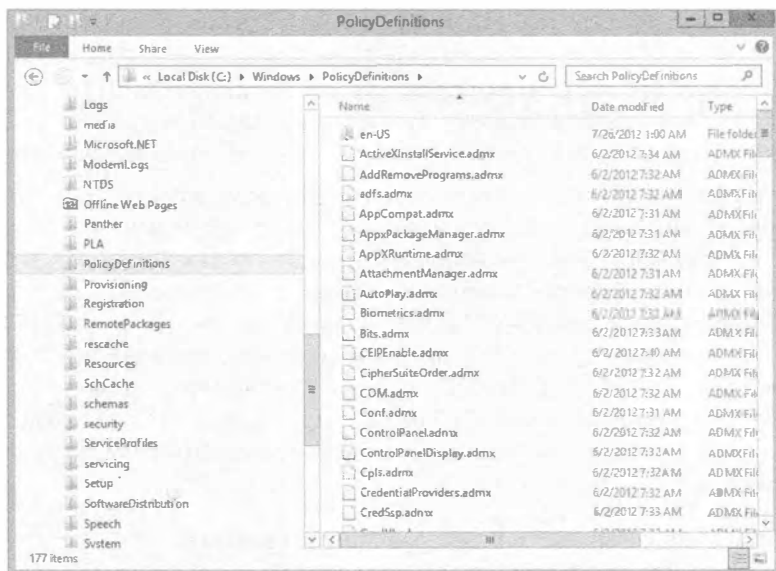 PolicyDefinitions
File Home Share View
« Local Disk (C:) ▸ Windows ▸ PolicyDefinitions ▸
Search PolicyDefinitions
Logs
media
Microsoft.NET
ModemLogs
NTDS
Offline Web Pages
Panther
PLA
PolicyDefinitions
Provisioning
Registration
RemotePackages
rescache
Resources
SchCache
schemas
security
ServiceProfiles
servicing
Setup
SoftwareDistribution
Speech
System
Name Date modified Type
en-US 7/26/2012 1:00 AM File folder
ActiveXInstallService.admx 6/2/2012 7:34 AM ADMX File
AddRemovePrograms.admx 6/2/2012 7:32 AM ADMX File
adfs.admx 6/2/2012 7:32 AM ADMX File
AppCompat.admx 6/2/2012 7:31 AM ADMX File
AppxPackageManager.admx 6/2/2012 7:31 AM ADMX File
AppXRuntime.admx 6/2/2012 7:32 AM ADMX File
AttachmentManager.admx 6/2/2012 7:31 AM ADMX File
AutoPlay.admx 6/2/2012 7:32 AM ADMX File
Biometrics.admx
Bits.admx 6/2/2012 7:33 AM ADMX File
CEIPEnable.admx 6/2/2012 7:40 AM ADMX File
CipherSuiteOrder.admx 6/2/2012 7:32 AM ADMX File
COM.admx 6/2/2012 7:32 AM ADMX File
Conf.admx 6/2/2012 7:31 AM ADMX File
ControlPanel.admx 6/2/2012 7:32 AM ADMX File
ControlPanelDisplay.admx 6/2/2012 7:32 AM ADMX File
Cpls.admx 6/2/2012 7:32 AM ADMX File
CredentialProviders.admx 6/2/2012 7:32 AM ADMX File
CredSsp.admx 6/2/2012 7:33 AM ADMX File
177 items